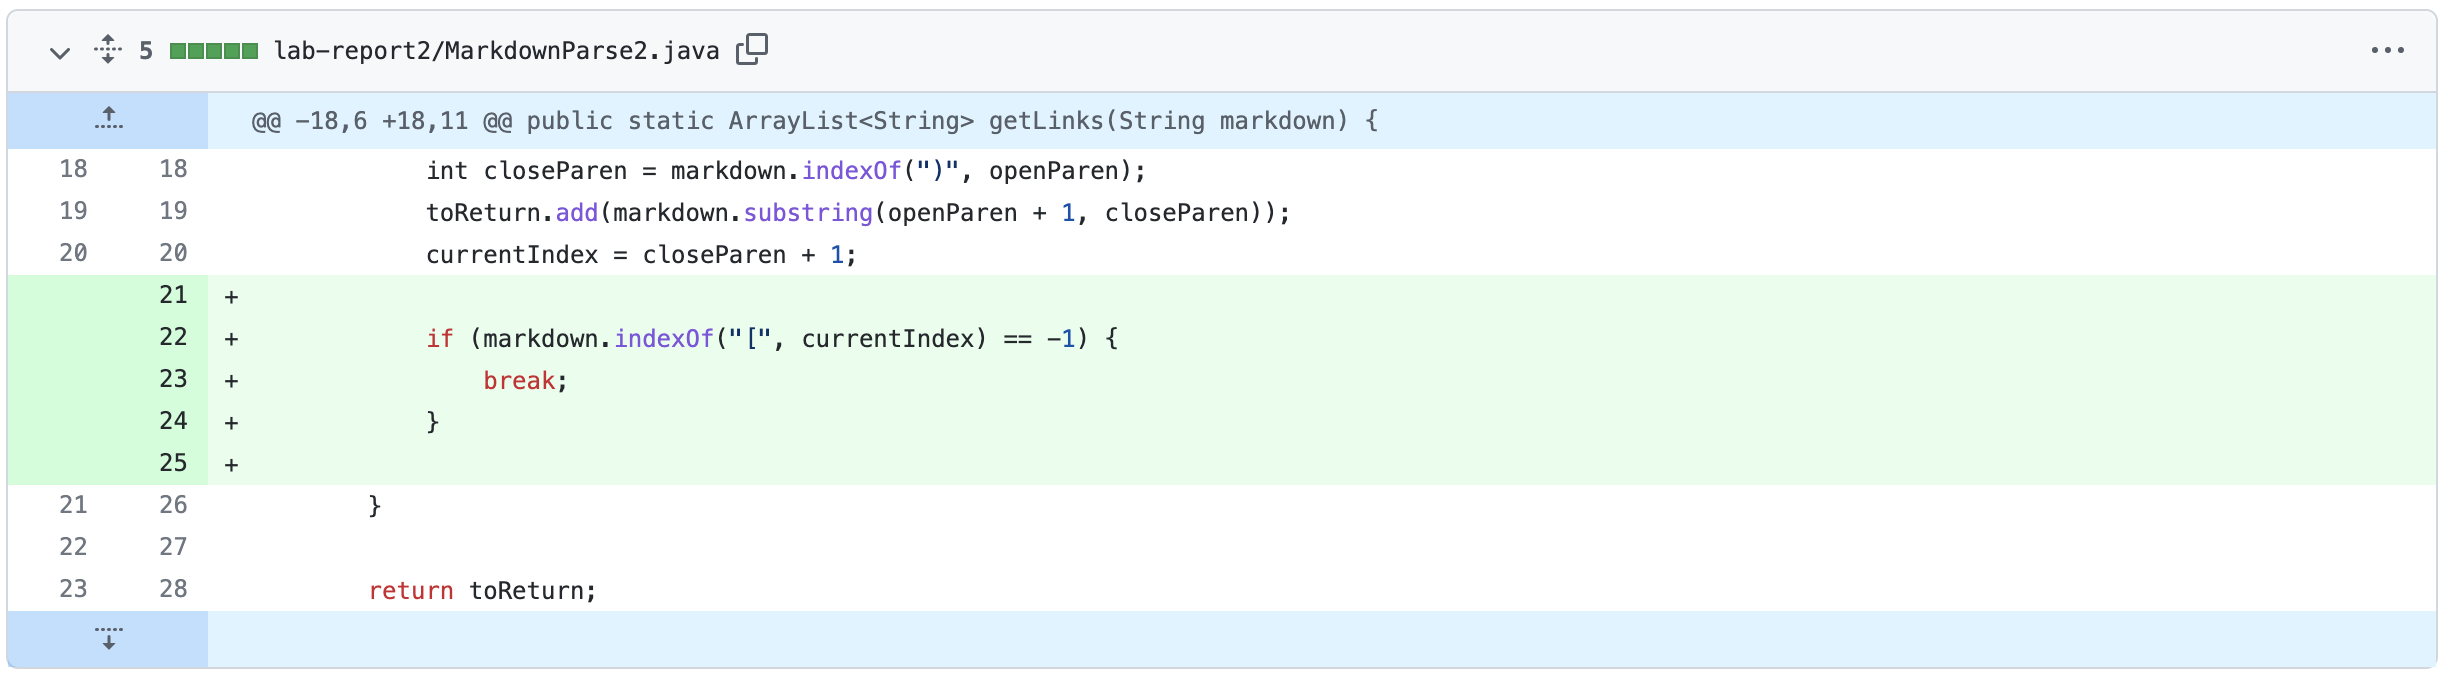 5 lab-report2/MarkdownParse2.java
@@ -18,6 +18,11 @@ public static ArrayList<String> getLinks(String markdown) {
18 18 int closeParen = markdown.indexOf(")", openParen);
19 19 toReturn.add(markdown.substring(openParen + 1, closeParen));
20 20 currentIndex = closeParen + 1;
21 +
22 + if (markdown.indexOf("[", currentIndex) == -1) {
23 + break;
24 + }
25 +
21 26 }
22 27
23 28 return toReturn;